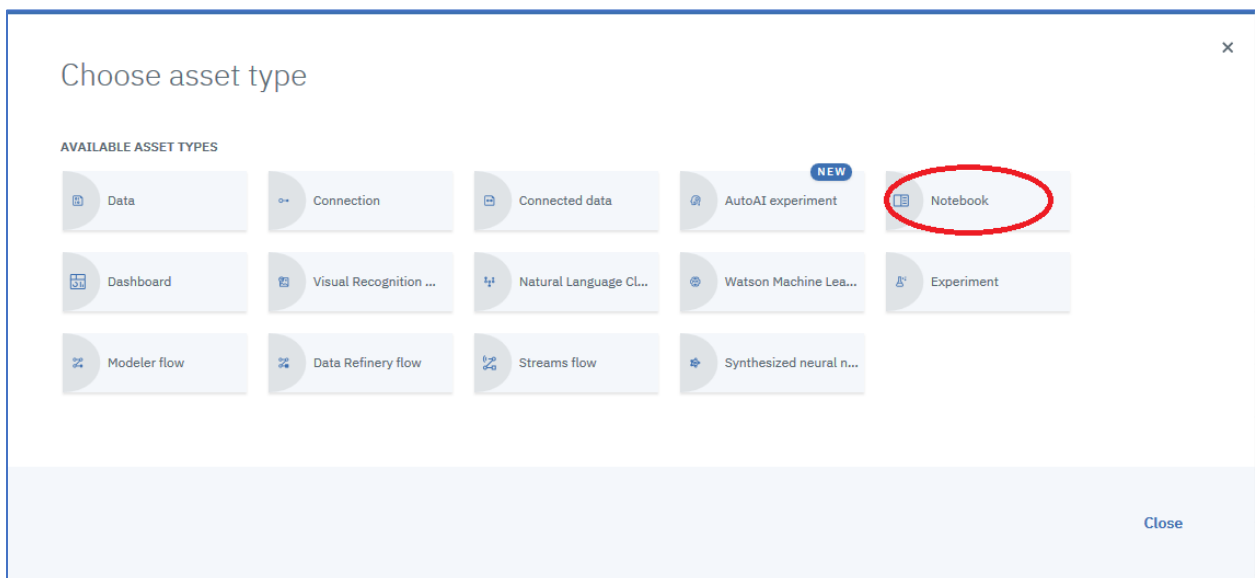 ×
Choose asset type
AVAILABLE ASSET TYPES
NEW
Data
Connection
Connected data
AutoAI experiment
Notebook
Dashboard
Visual Recognition ...
Natural Language Cl...
Watson Machine Lea...
Experiment
Modeler flow
Data Refinery flow
Streams flow
Synthesized neural n...
Close